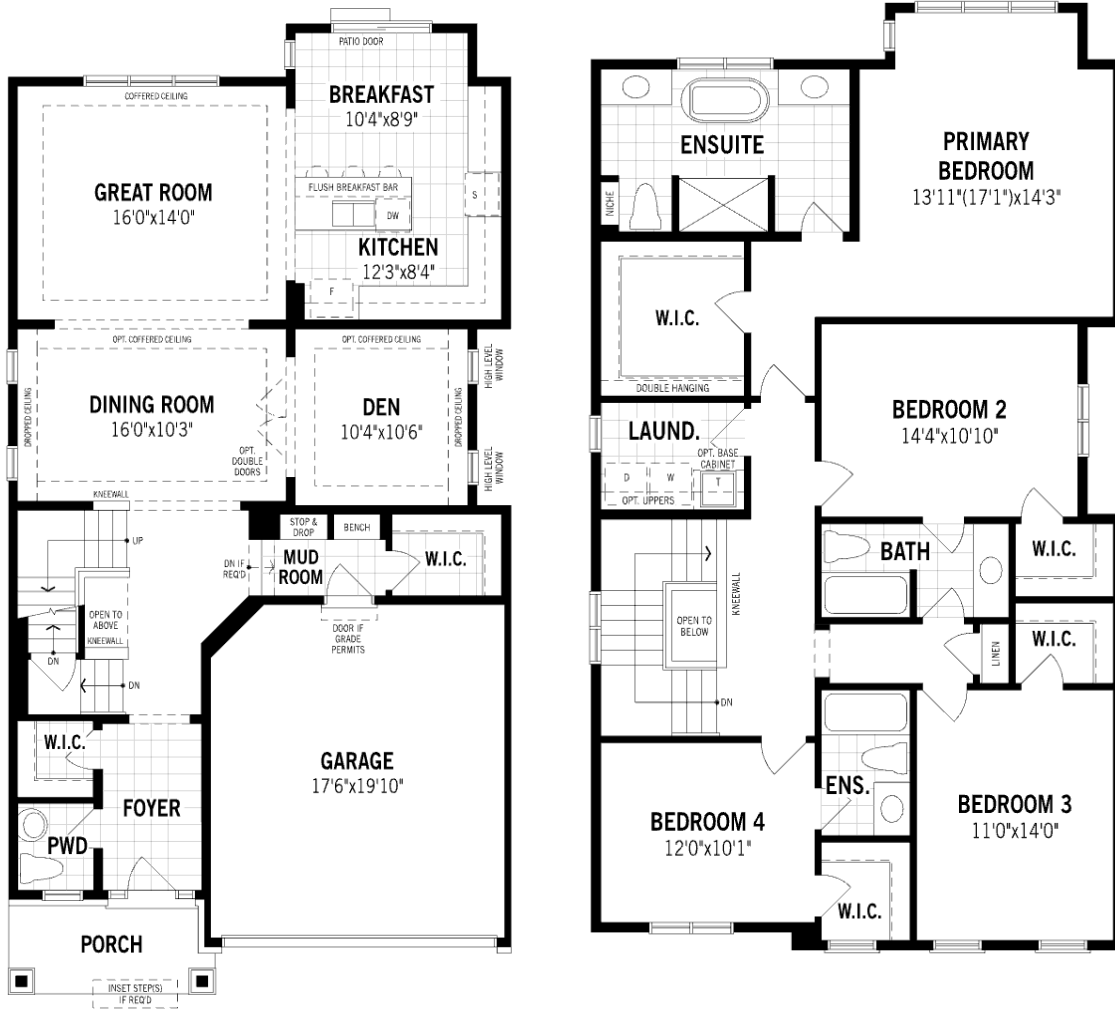 PATIO DOOR
BREAKFAST
10'4"x8'9"
COFFERED CEILING
GREAT ROOM
16'0"x14'0"
FLUSH BREAKFAST BAR
DW
S
KITCHEN
12'3"x8'4"
F
OPT. COFFERED CEILING
DROPPED CEILING
DINING ROOM
16'0"x10'3"
OPT.
DOUBLE
DOORS
OPT. COFFERED CEILING
DEN
10'4"x10'6"
DROPPED CEILING
HIGH LEVEL
WINDOW
HIGH LEVEL
WINDOW
KNEEWALL
UP
OPEN TO
ABOVE
KNEEWALL
DN
DN
STOP &
DROP
BENCH
DN IF
REQ'D
MUD
ROOM
W.I.C.
DOOR IF
GRADE
PERMITS
W.I.C.
FOYER
PWD
GARAGE
17'6"x19'10"
PORCH
INSET STEP(S)
IF REQ'D
ENSUITE
NICHE
PRIMARY
BEDROOM
13'11"(17'1")x14'3"
W.I.C.
DOUBLE HANGING
LAUND.
OPT. BASE
CABINET
D
W
T
OPT. UPPERS
BEDROOM 2
14'4"x10'10"
BATH
W.I.C.
KNEEWALL
OPEN TO
BELOW
DN
LINEN
W.I.C.
ENS.
BEDROOM 4
12'0"x10'1"
W.I.C.
BEDROOM 3
11'0"x14'0"